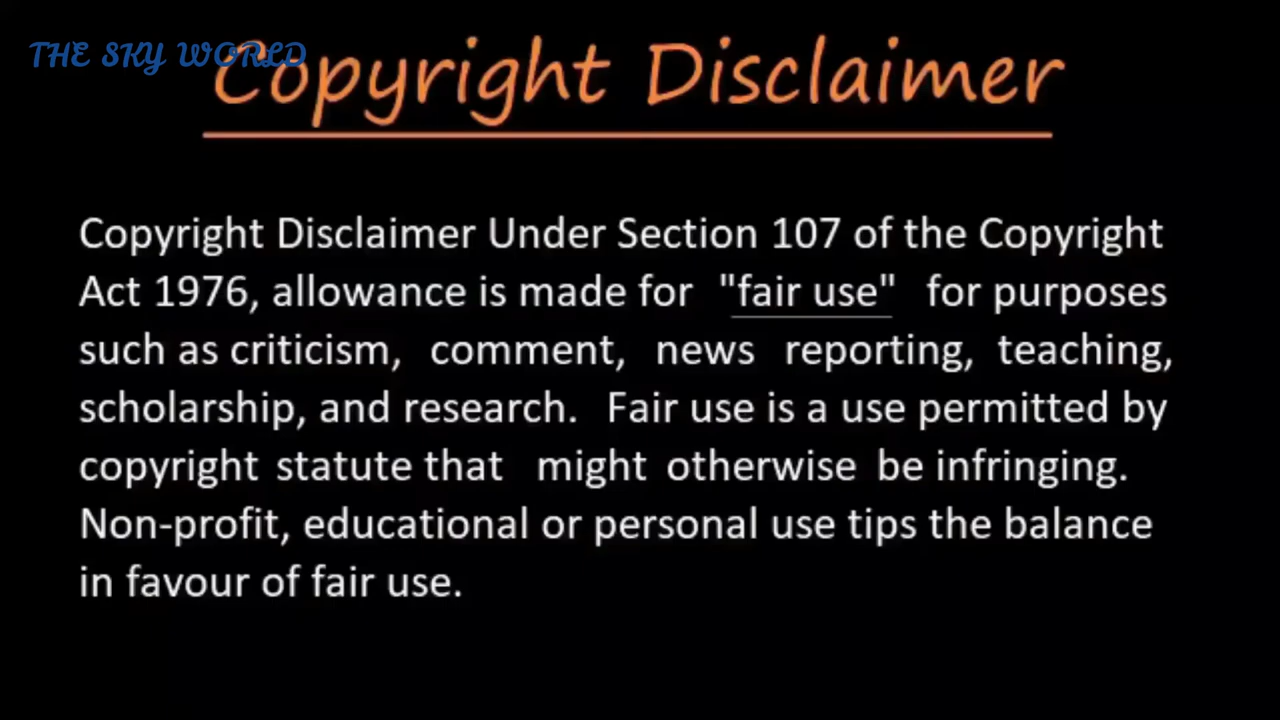 THE SKY WORLD
Copyright Disclaimer
Copyright Disclaimer Under Section 107 of the Copyright
Act 1976, allowance is made for "fair use" for purposes
such as criticism, comment, news reporting, teaching,
scholarship, and research. Fair use is a use permitted by
copyright statute that might otherwise be infringing.
Non-profit, educational or personal use tips the balance
in favour of fair use.